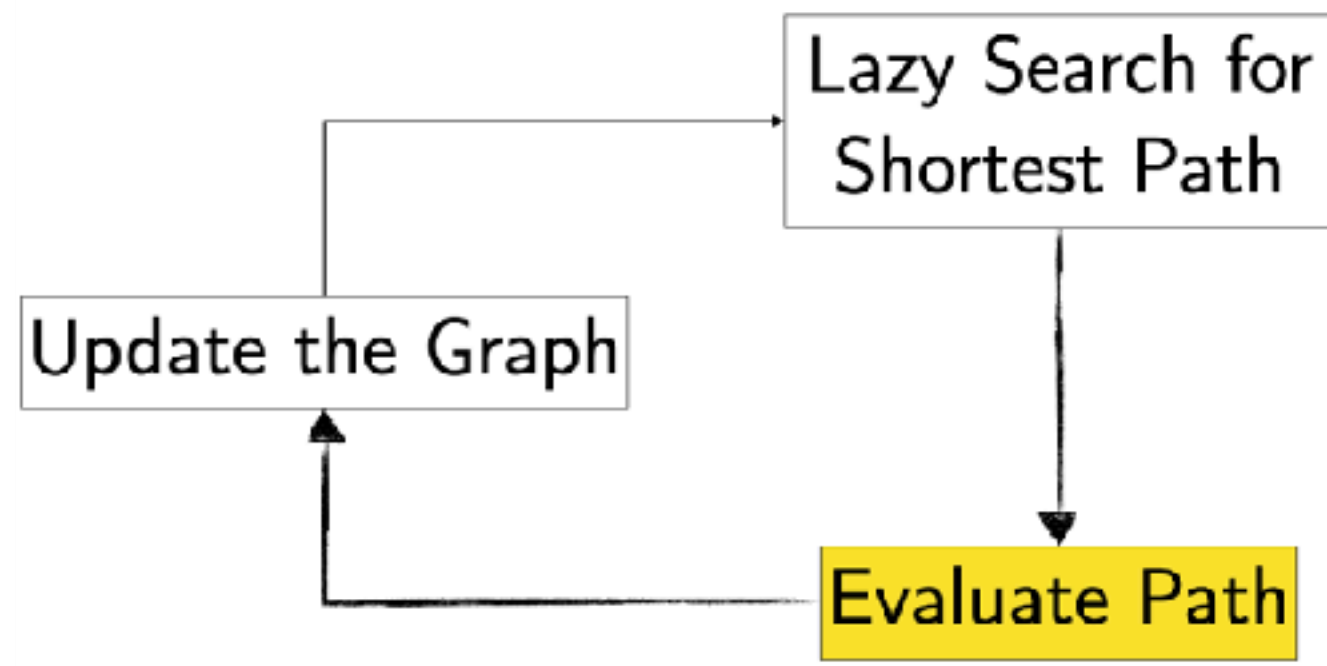 Lazy Search for
Shortest Path
Update the Graph
Evaluate Path